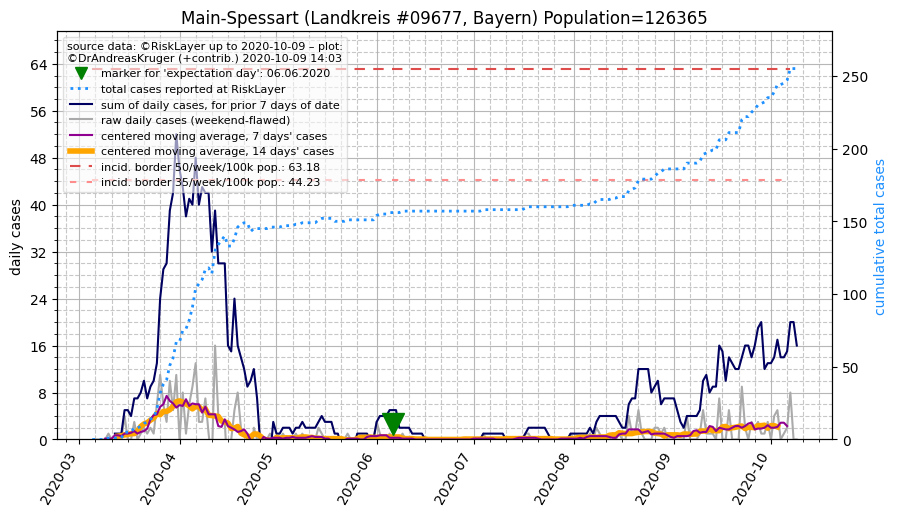 Main-Spessart (Landkreis #09677, Bayern) Population=126365
source data: ©RiskLayer up to 2020-10-09 – plot:
©DrAndreasKruger (+contrib.) 2020-10-09 14:03
marker for 'expectation day': 06.06.2020
total cases reported at RiskLayer
sum of daily cases, for prior 7 days of date
raw daily cases (weekend-flawed)
centered moving average, 7 days' cases
centered moving average, 14 days' cases
incid. border 50/week/100k pop.: 63.18
incid. border 35/week/100k pop.: 44.23
daily cases
64
56
48
40
32
24
16
8
0
cumulative total cases
250
200
150
100
50
0
2020-03
2020-04
2020-05
2020-06
2020-07
2020-08
2020-09
2020-10